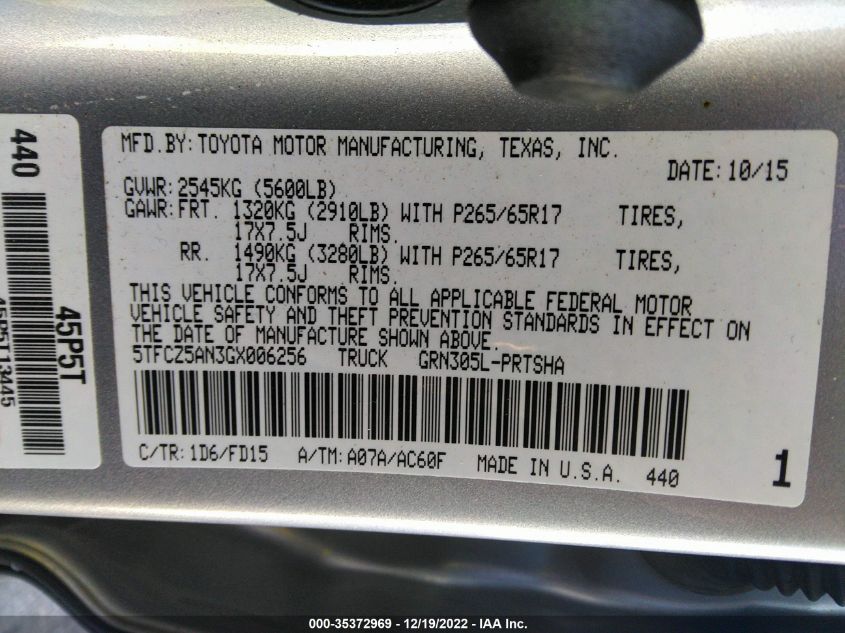 MFD.BY:TOYOTA MOTOR MANUFACTURING, TEXAS, INC.
DATE:10/15
GVWR:2545KG (5600LB)
GAWR:FRT. 1320KG (2910LB) WITH P265/65R17 TIRES,
17X7.5J RIMS.
RR. 1490KG (3280LB) WITH P265/65R17 TIRES,
17X7.5J RIMS.
THIS VEHICLE CONFORMS TO ALL APPLICABLE FEDERAL MOTOR
VEHICLE SAFETY AND THEFT PREVENTION STANDARDS IN EFFECT ON
THE DATE OF MANUFACTURE SHOWN ABOVE.
5TFCZ5AN3GX006256 TRUCK GRN305L-PRTSHA
C/TR:1D6/FD15 A/TM:A07A/AC60F MADE IN U.S.A. 440
1
440
45P5T
000-35372969 - 12/19/2022 - IAA Inc.